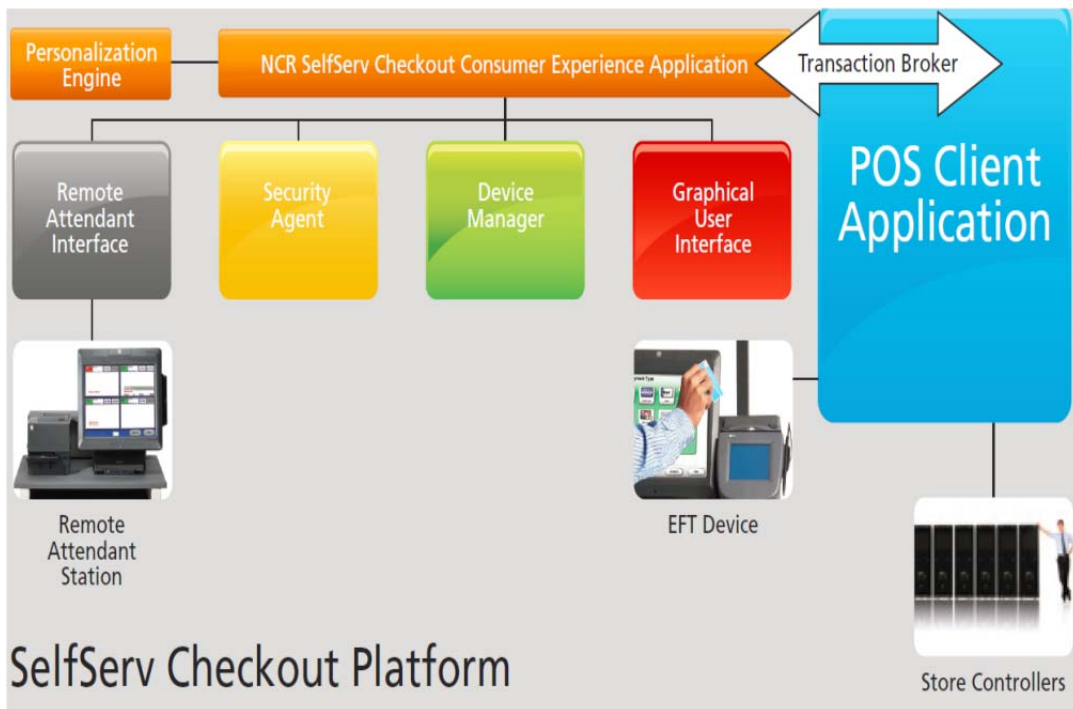 Personalization
Engine
NCR SelfServ Checkout Consumer Experience Application
Transaction Broker
Remote
Attendant
Interface
Security
Agent
Device
Manager
Graphical
User
Interface
POS Client
Application
Remote
Attendant
Station
EFT Device
Store Controllers
SelfServ Checkout Platform